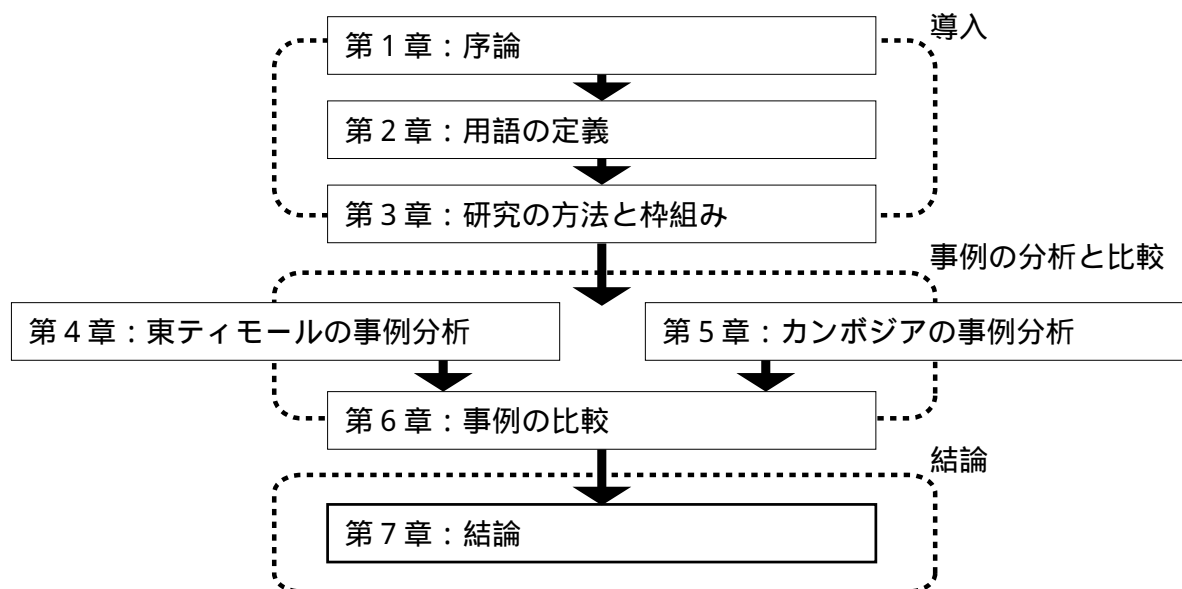 導入
第1章：序論
第2章：用語の定義
第3章：研究の方法と枠組み
事例の分析と比較
第4章：東ティモールの事例分析
第5章：カンボジアの事例分析
第6章：事例の比較
結論
第7章：結論